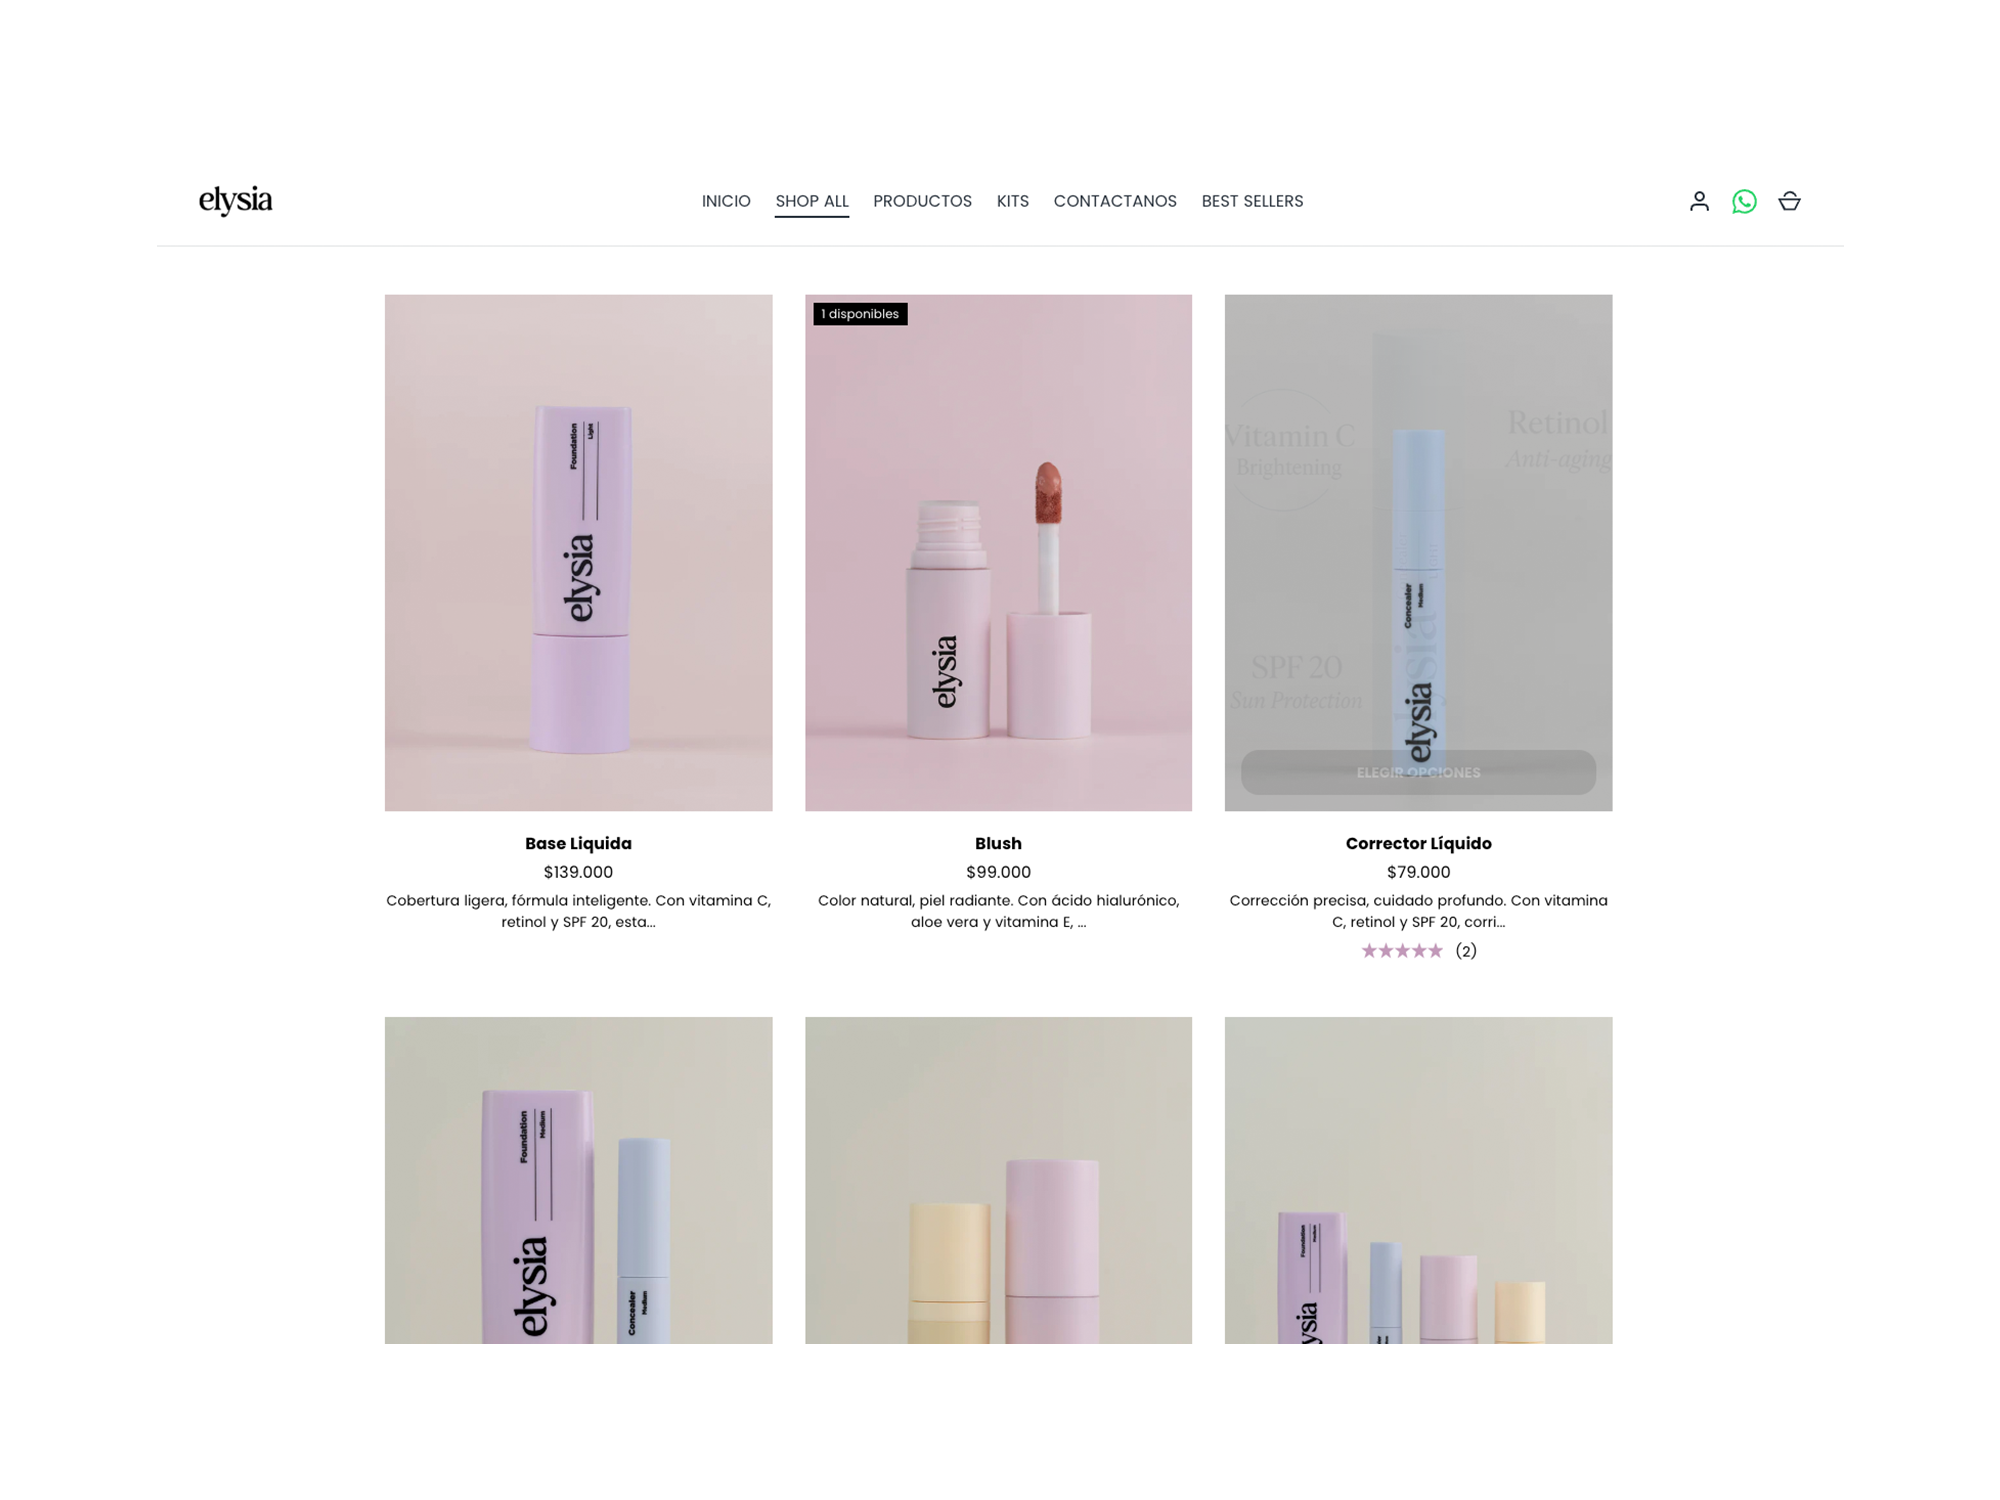 elysia
INICIO SHOP ALL PRODUCTOS KITS CONTACTANOS BEST SELLERS
Foundation
Light
elysia
1 disponibles
elysia
Vitamin C
Brightening
Retinol
Anti-aging
SPF 20
Sun Protection
Concealer
Medium
elysia
ELEGIR OPCIONES
Base Liquida
$139.000
Cobertura ligera, fórmula inteligente. Con vitamina C,
retinol y SPF 20, esta...
Blush
$99.000
Color natural, piel radiante. Con ácido hialurónico,
aloe vera y vitamina E, ...
Corrector Líquido
$79.000
Corrección precisa, cuidado profundo. Con vitamina
C, retinol y SPF 20, corri...
★★★★★ (2)
Foundation
Medium
elysia
Concealer
Medium
Foundation
Medium
elysia